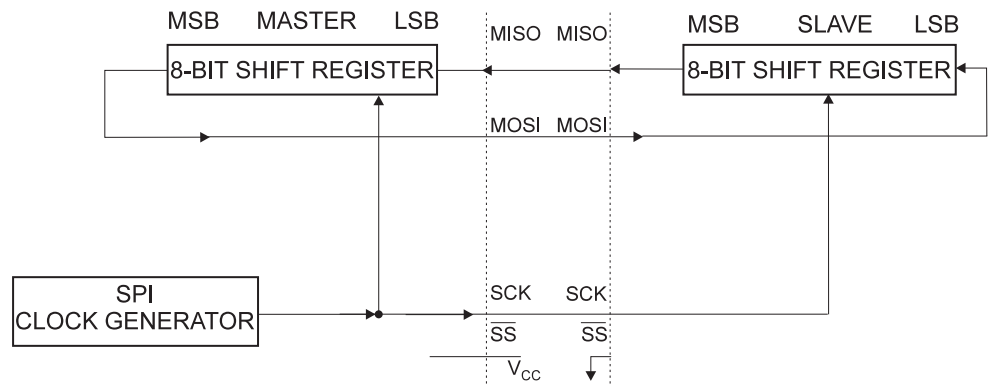 MSB MASTER LSB
MISO MISO
MSB SLAVE LSB
8-BIT SHIFT REGISTER
8-BIT SHIFT REGISTER
MOSI MOSI
SPI
CLOCK GENERATOR
SCK SCK
SS SS
VCC